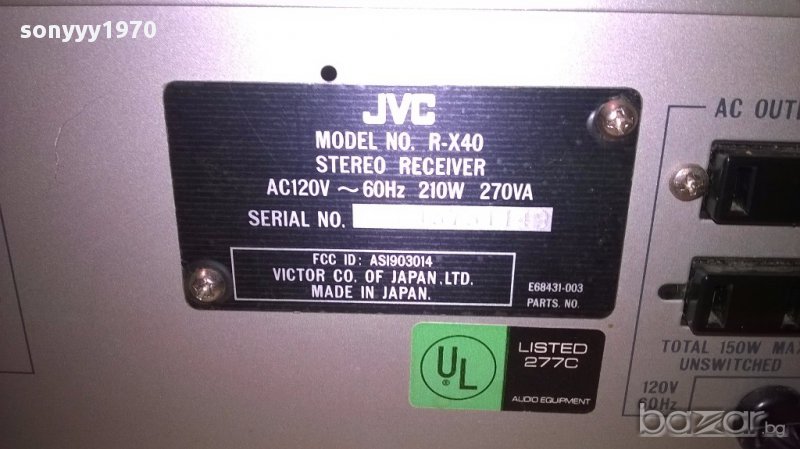 sonyyy1970
JVC
MODEL NO. R-X40
STEREO RECEIVER
AC120V ~ 60Hz 210W 270VA
SERIAL NO.
FCC ID: ASI903014
VICTOR CO. OF JAPAN,LTD.
MADE IN JAPAN.
E68431-003
PARTS. NO.
AC OUTL
TOTAL 150W MAX
UNSWITCHED
120V
60Hz
UL
®
LISTED
277C
AUDIO EQUIPMENT
bazar.bg